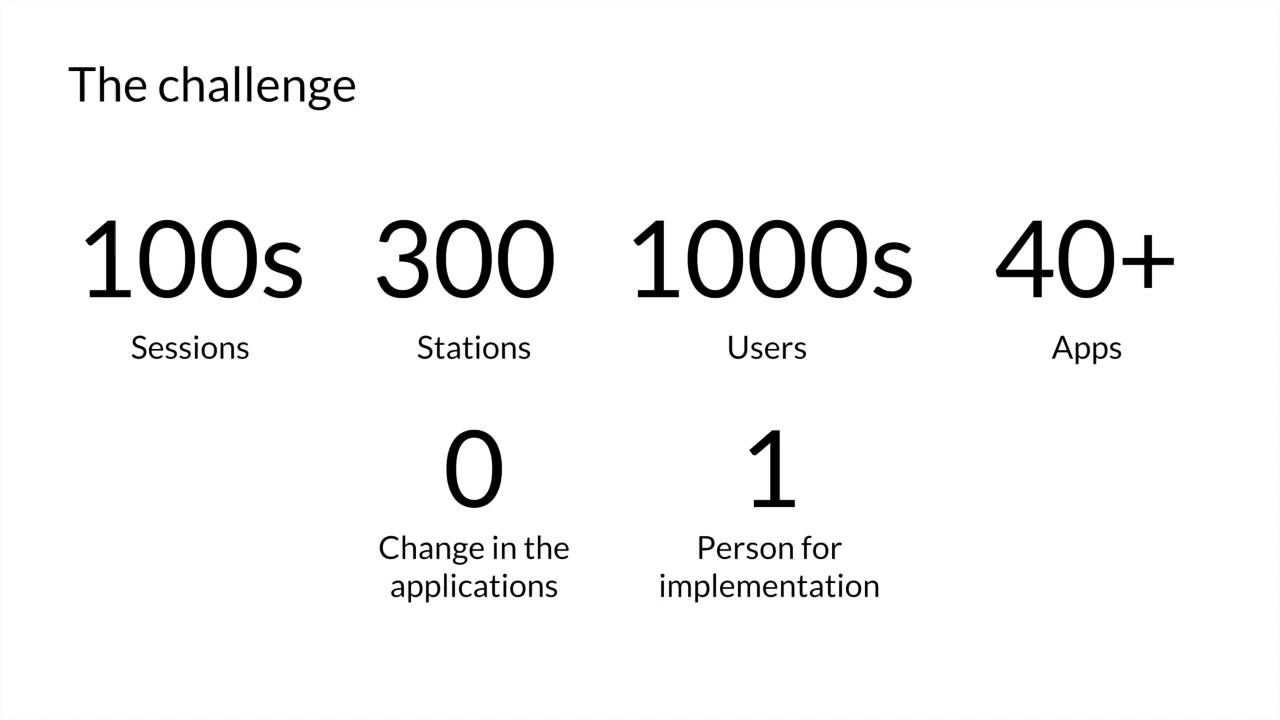 The challenge
100s 300 1000s 40+
Sessions Stations Users Apps
0 1
Change in the Person for
applications implementation